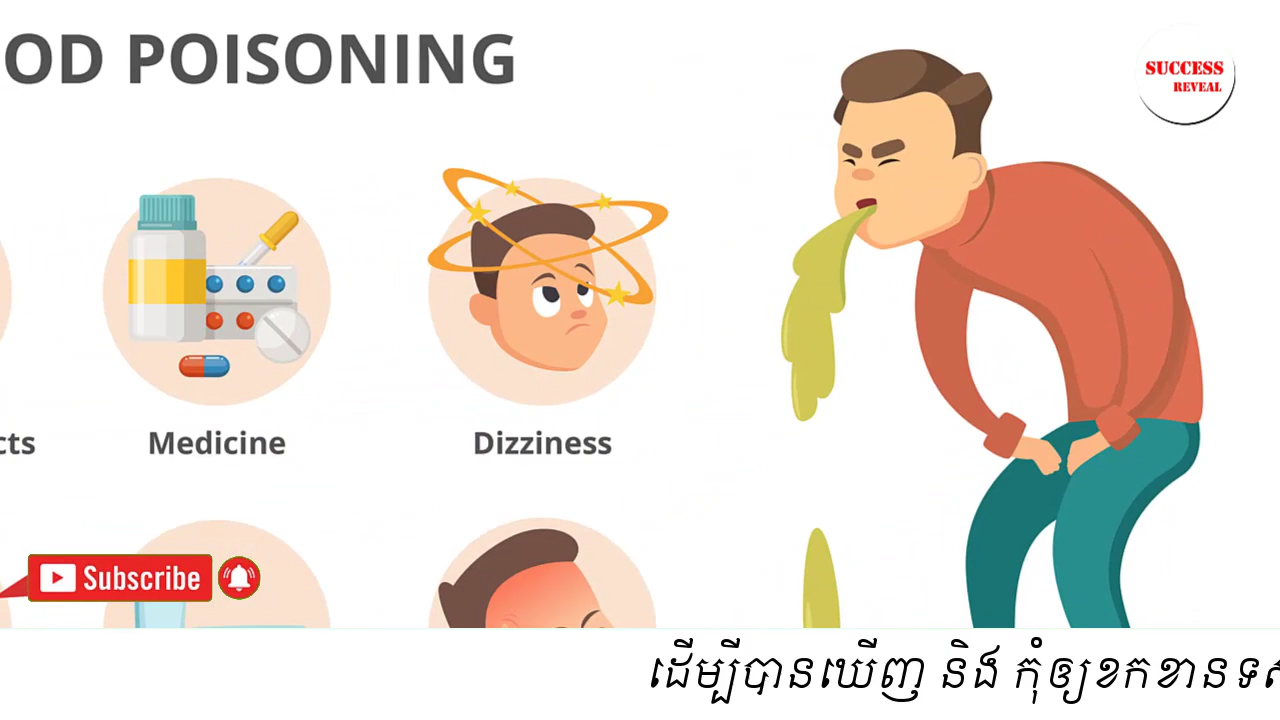 OD POISONING
SUCCESS
REVEAL
cts
Medicine
Dizziness
Subscribe
ដើម្បីបានឃើញ និង កុំឲ្យខកខានទស